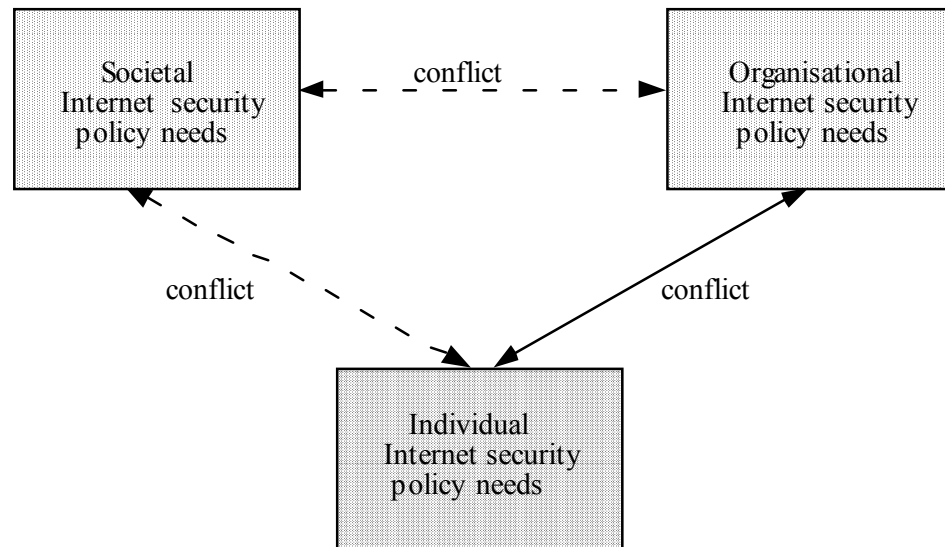 Societal
Internet security
policy needs
conflict
Organisational
Internet security
policy needs
conflict
conflict
Individual
Internet security
policy needs